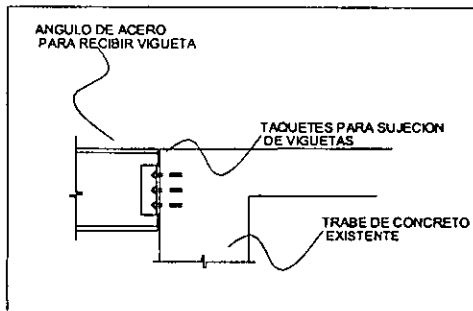 ANGULO DE ACERO
PARA RECIBIR VIGUETA
TAQUETES PARA SUJECION
DE VIGUETAS
TRABE DE CONCRETO
EXISTENTE